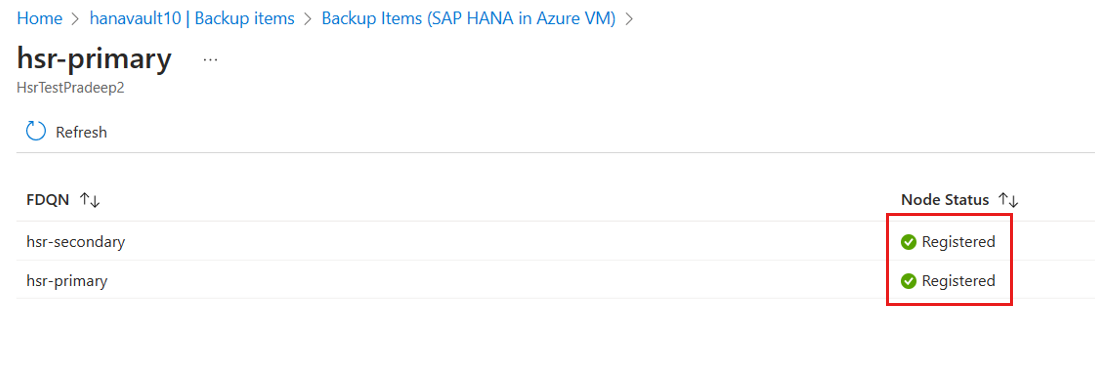 Home > hanavault10 | Backup items > Backup Items (SAP HANA in Azure VM) >
hsr-primary ...
HsrTestPradeep2
Refresh
FDQN ↑↓ Node Status ↑↓
hsr-secondary Registered
hsr-primary Registered